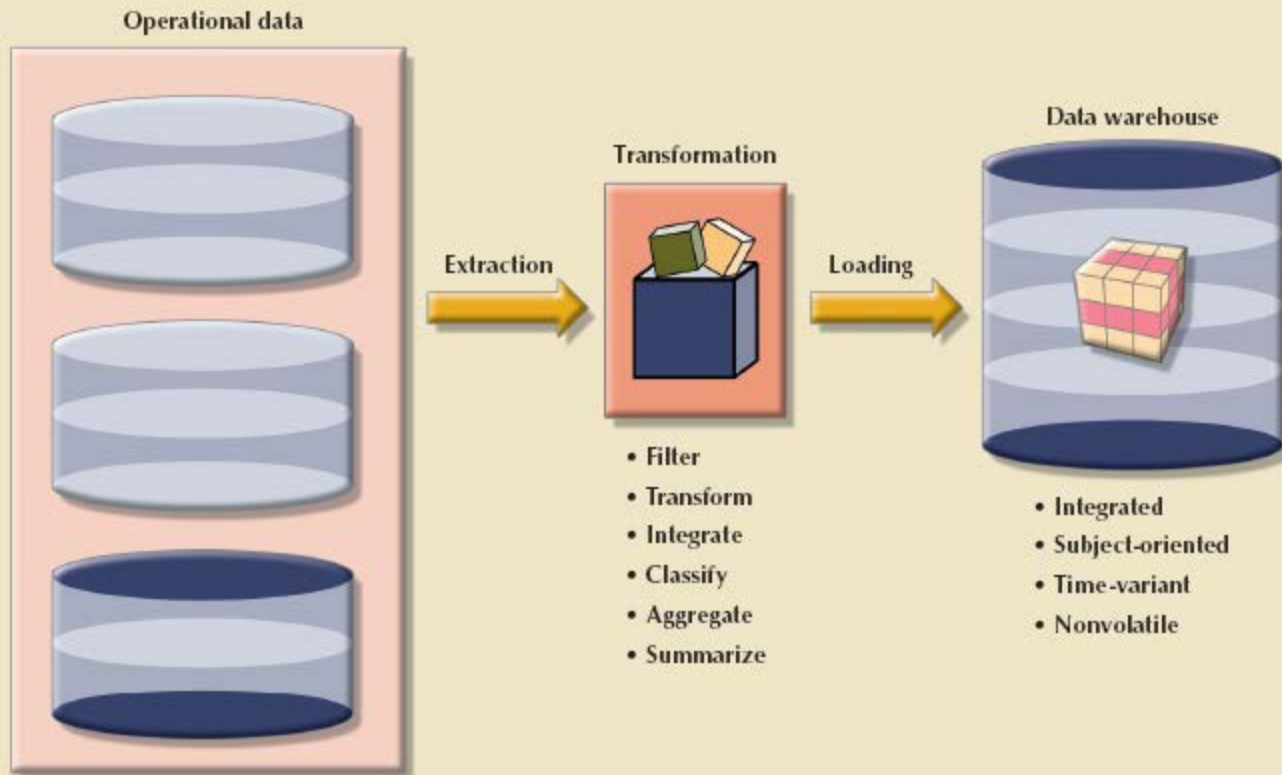 Operational data
Extraction
Transformation
• Filter
• Transform
• Integrate
• Classify
• Aggregate
• Summarize
Loading
Data warehouse
• Integrated
• Subject-oriented
• Time-variant
• Nonvolatile